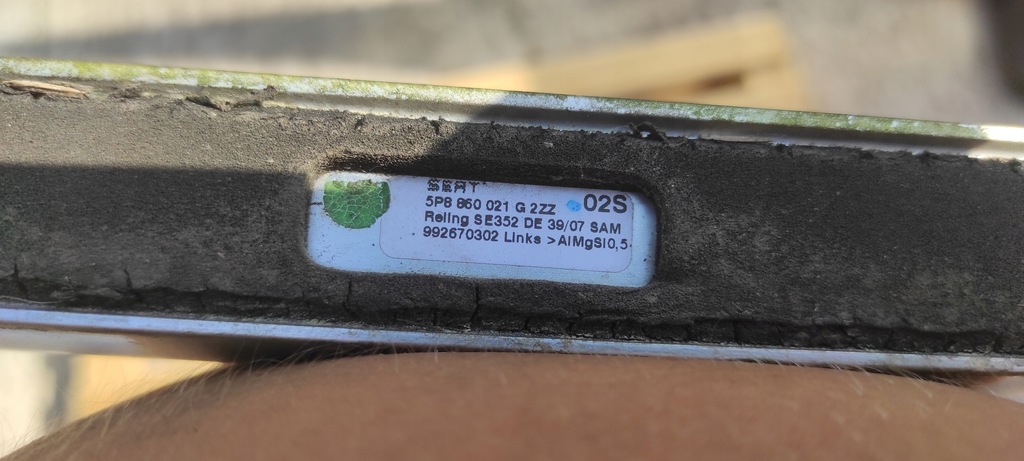 SEAT
5P8 860 021 G 2ZZ 02S
Reling SE352 DE 39/07 SAM
992670302 Links >AlMgSi0,5